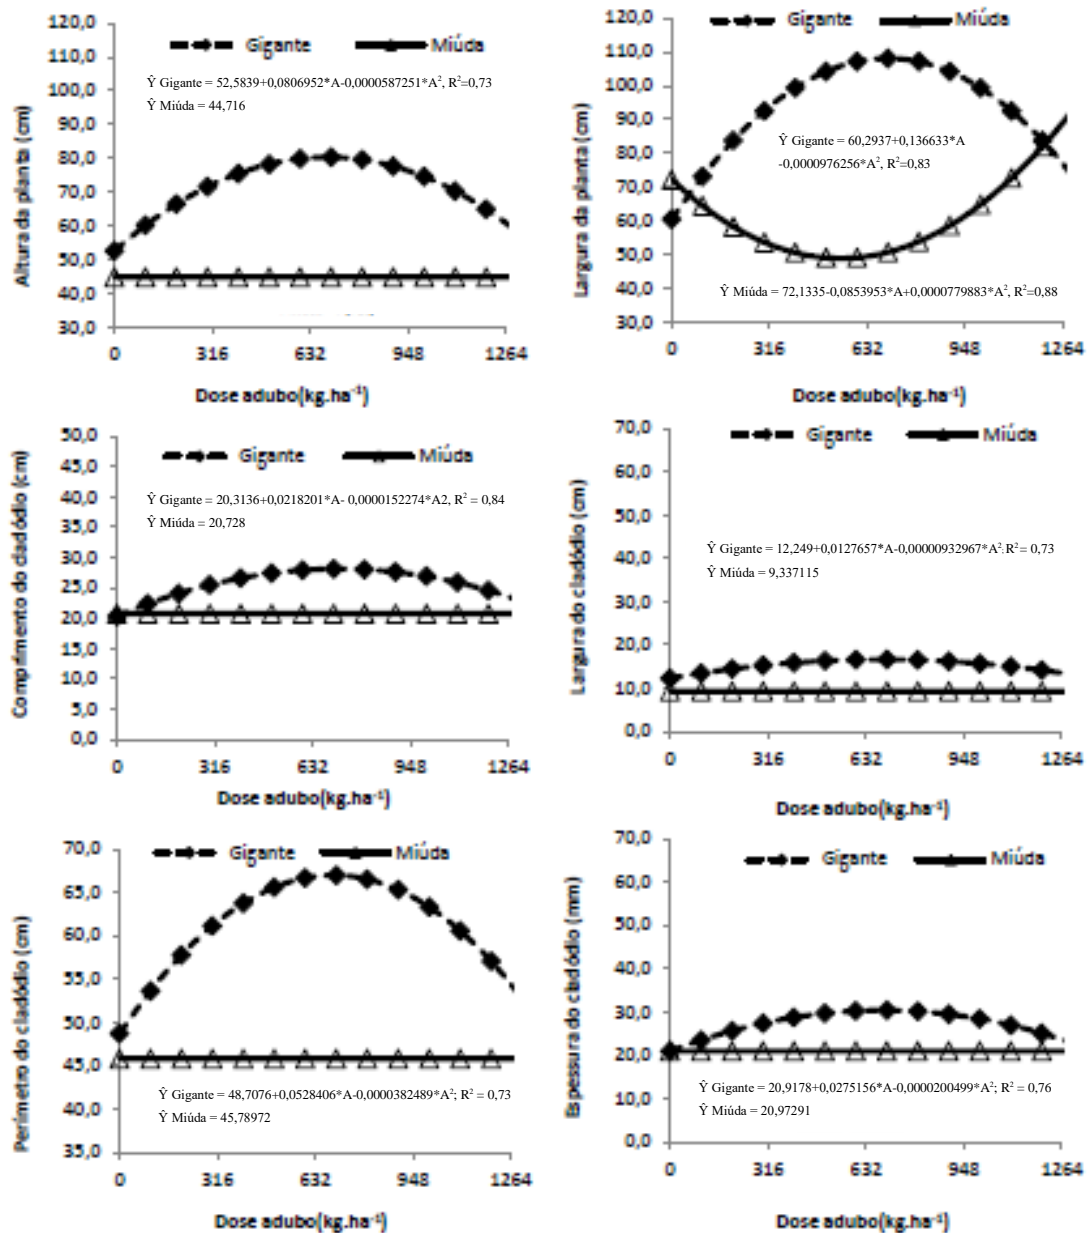 Gigante Miúda
Ŷ Gigante = 52,5839+0,0806952*A-0,0000587251*A², R²=0,73
Ŷ Miúda = 44,716
Altura da planta (cm)
120,0
110,0
100,0
90,0
80,0
70,0
60,0
50,0
40,0
30,0
0 316 632 948 1264
Dose adubo(kg.ha⁻¹)
Gigante Miúda
Ŷ Gigante = 60,2937+0,136633*A
-0,0000976256*A², R²=0,83
Ŷ Miúda = 72,1335-0,0853953*A+0,0000779883*A², R²=0,88
Largura da planta (cm)
120,0
110,0
100,0
90,0
80,0
70,0
60,0
50,0
40,0
30,0
0 316 632 948 1264
Dose adubo(kg.ha⁻¹)
Gigante Miúda
Ŷ Gigante = 20,3136+0,0218201*A- 0,0000152274*A2, R² = 0,84
Ŷ Miúda = 20,728
Comprimento do cladódio (cm)
50,0
45,0
40,0
35,0
30,0
25,0
20,0
15,0
10,0
5,0
0,0
0 316 632 948 1264
Dose adubo(kg.ha⁻¹)
Gigante Miúda
Ŷ Gigante = 12,249+0,0127657*A-0,00000932967*A²; R² = 0,73
Ŷ Miúda = 9,337115
Largura do cladódio (cm)
70,0
60,0
50,0
40,0
30,0
20,0
10,0
0,0
0 316 632 948 1264
Dose adubo(kg.ha⁻¹)
Gigante Miúda
Ŷ Gigante = 48,7076+0,0528406*A-0,0000382489*A²; R² = 0,73
Ŷ Miúda = 45,78972
Perímetro do cladódio (cm)
70,0
65,0
60,0
55,0
50,0
45,0
40,0
35,0
0 316 632 948 1264
Dose adubo(kg.ha⁻¹)
Gigante Miúda
Ŷ Gigante = 20,9178+0,0275156*A-0,0000200499*A²; R² = 0,76
Ŷ Miúda = 20,97291
Espessura do cladódio (mm)
70,0
60,0
50,0
40,0
30,0
20,0
10,0
0,0
0 316 632 948 1264
Dose adubo(kg.ha⁻¹)